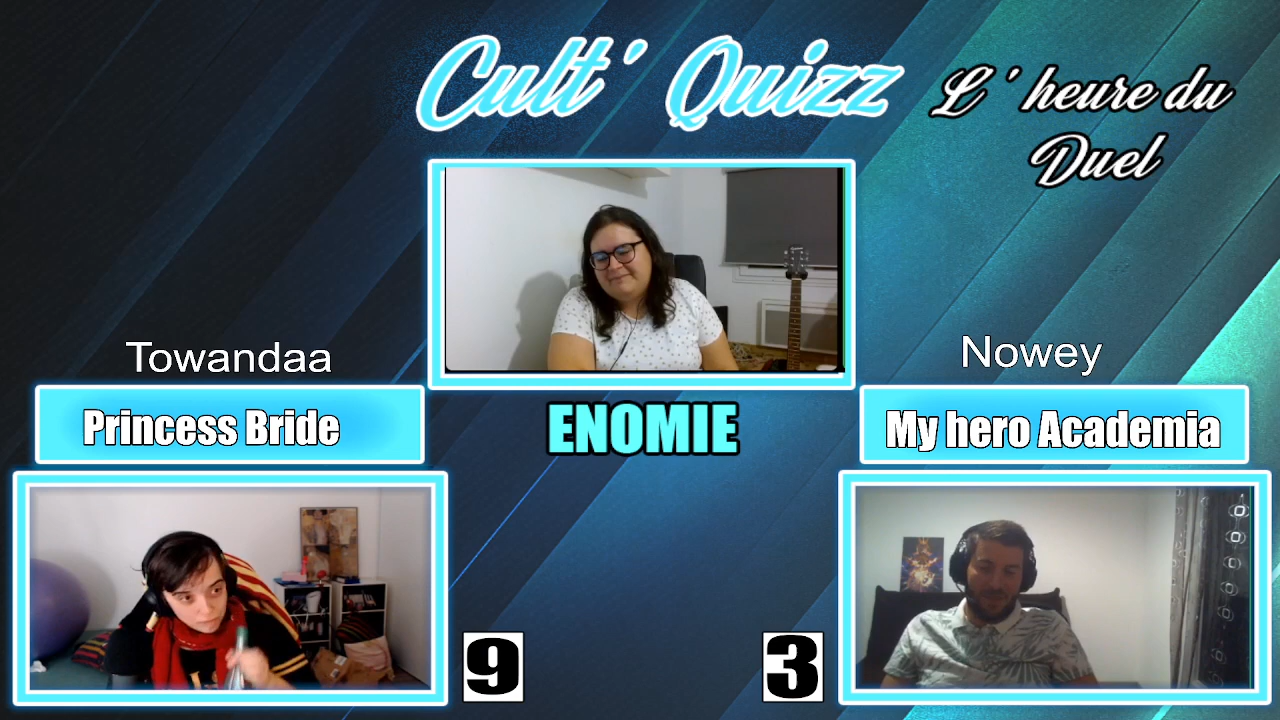 Cult' Quizz
L'heure du
Duel
Towandaa
Nowey
Princess Bride
ENOMIE
My hero Academia
9
3